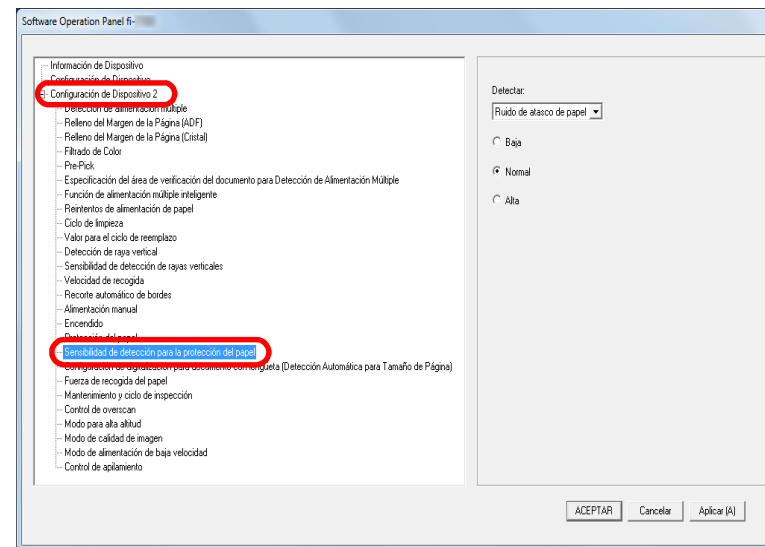 Software Operation Panel fi-
Información de Dispositivo
Configuración de Dispositivo
Configuración de Dispositivo 2
Detección de alimentación múltiple
Relleno del Margen de la Página (ADF)
Relleno del Margen de la Página (Cristal)
Filtrado de Color
Pre-Pick
Especificación del área de verificación del documento para Detección de Alimentación Múltiple
Función de alimentación múltiple inteligente
Reintentos de alimentación de papel
Ciclo de limpieza
Valor para el ciclo de reemplazo
Detección de raya vertical
Sensibilidad de detección de rayas verticales
Velocidad de recogida
Recorte automático de bordes
Alimentación manual
Encendido
Protección del papel
Sensibilidad de detección para la protección del papel
Configuración de digitalización para documento con lengueta (Detección Automática para Tamaño de Página)
Fuerza de recogida del papel
Mantenimiento y ciclo de inspección
Control de overscan
Modo para alta altitud
Modo de calidad de imagen
Modo de alimentación de baja velocidad
Control de apilamiento
Detectar:
Ruido de atasco de papel
Baja
Normal
Alta
ACEPTAR Cancelar Aplicar (A)